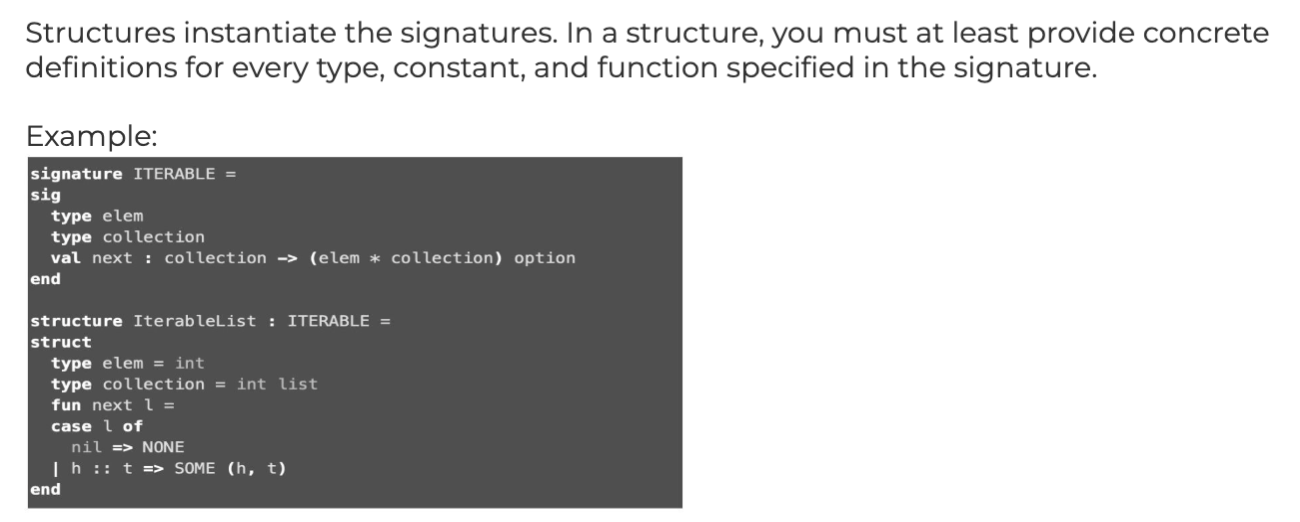 Structures instantiate the signatures. In a structure, you must at least provide concrete
definitions for every type, constant, and function specified in the signature.
Example:
signature ITERABLE =
sig
  type elem
  type collection
  val next : collection -> (elem * collection) option
end
structure IterableList : ITERABLE =
struct
  type elem = int
  type collection = int list
  fun next l =
  case l of
    nil => NONE
  | h :: t => SOME (h, t)
end